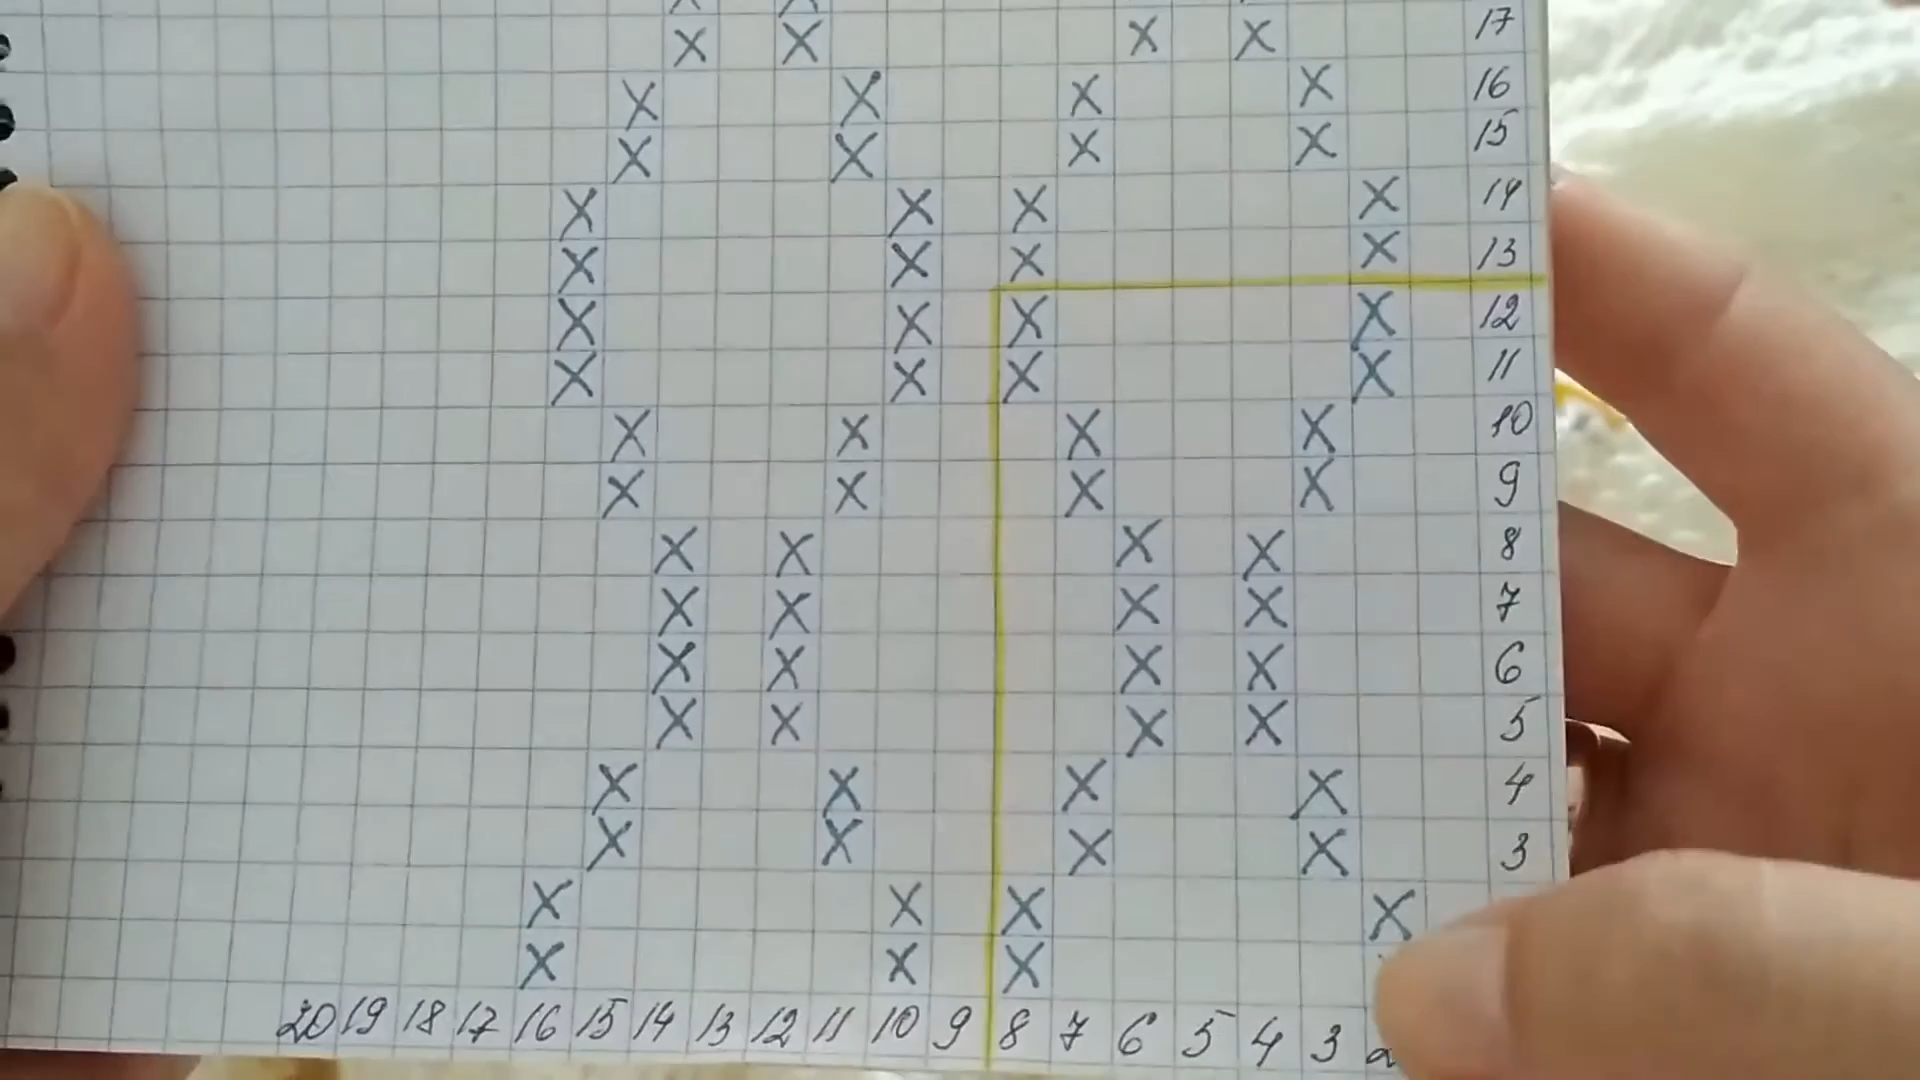 X X
X X X X 17
X X X X 16
X X X X 15
X X X X 14
X X X X 13
X X X X 12
X X X X 11
X X X X 10
X X X X 9
X X X X 8
X X X X 7
X X X X 6
X X X X 5
X X X X 4
X X X X 3
X X X X
X X X
20 19 18 17 16 15 14 13 12 11 10 9 8 7 6 5 4 3 2